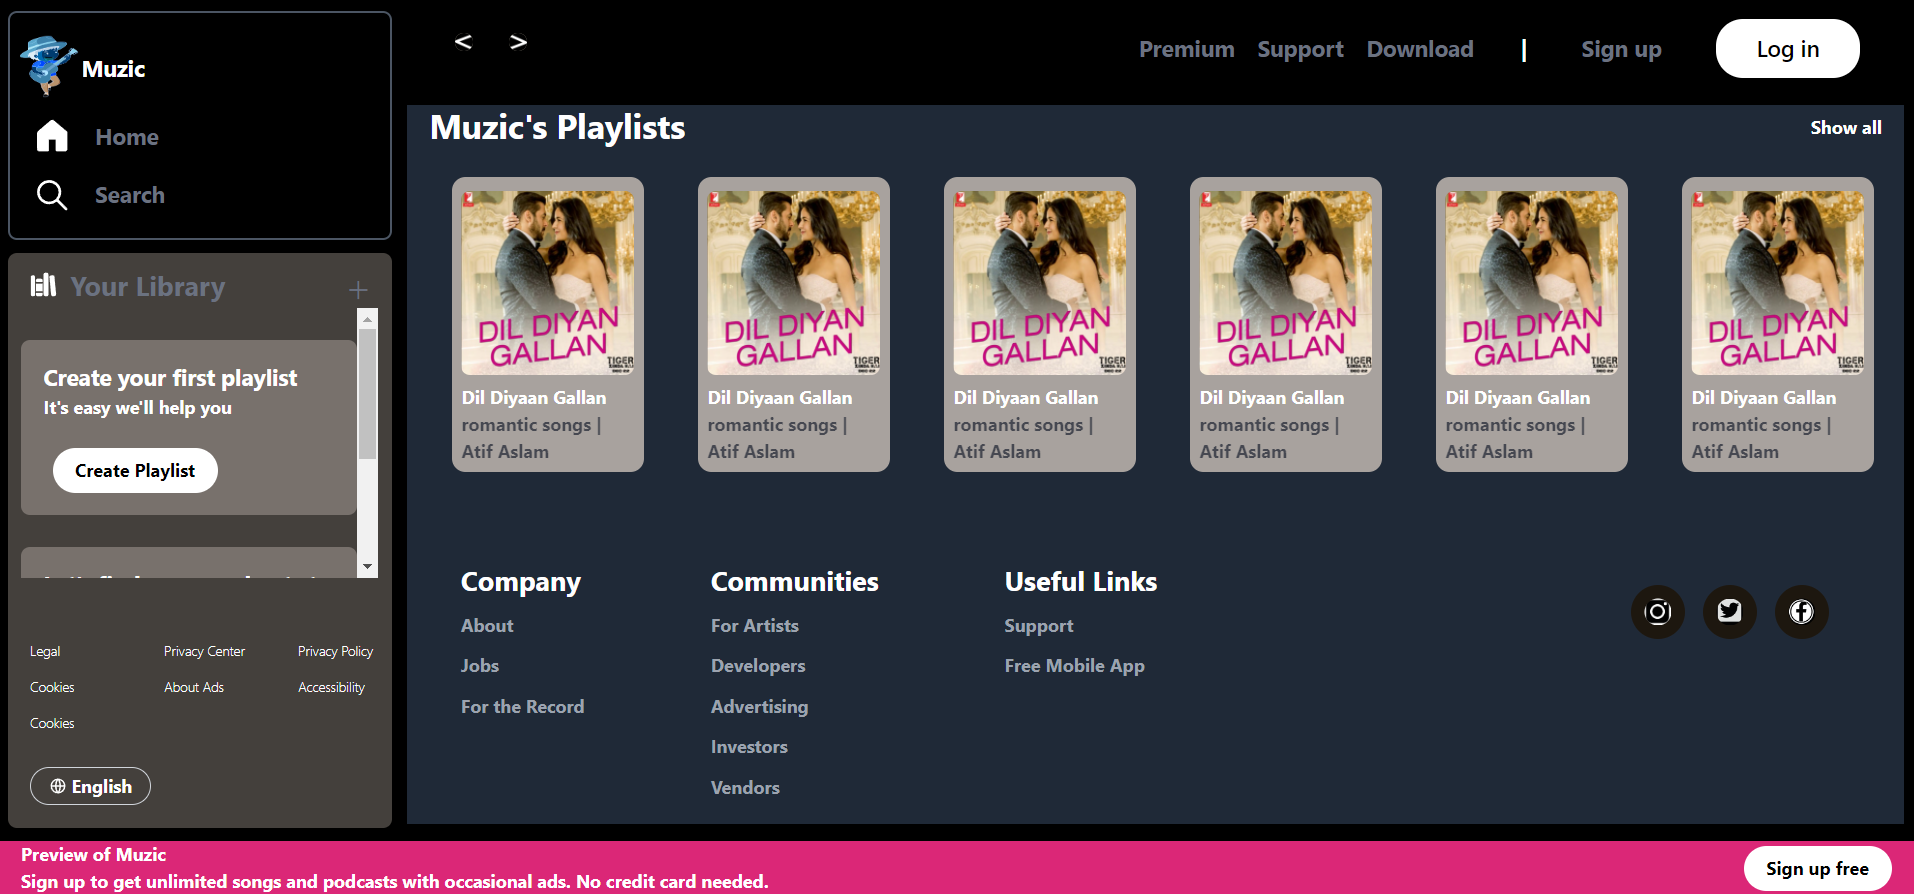 Muzic
Home
Search
Your Library
Create your first playlist
It's easy we'll help you
Create Playlist
Legal
Privacy Center
Privacy Policy
Cookies
About Ads
Accessibility
Cookies
English
< >
Premium
Support
Download
|
Sign up
Log in
Muzic's Playlists
Show all
DIL DIYAN
GALLAN
TIGER
Dil Diyaan Gallan
romantic songs |
Atif Aslam
DIL DIYAN
GALLAN
TIGER
Dil Diyaan Gallan
romantic songs |
Atif Aslam
DIL DIYAN
GALLAN
TIGER
Dil Diyaan Gallan
romantic songs |
Atif Aslam
DIL DIYAN
GALLAN
TIGER
Dil Diyaan Gallan
romantic songs |
Atif Aslam
DIL DIYAN
GALLAN
TIGER
Dil Diyaan Gallan
romantic songs |
Atif Aslam
DIL DIYAN
GALLAN
TIGER
Dil Diyaan Gallan
romantic songs |
Atif Aslam
Company
About
Jobs
For the Record
Communities
For Artists
Developers
Advertising
Investors
Vendors
Useful Links
Support
Free Mobile App
Preview of Muzic
Sign up to get unlimited songs and podcasts with occasional ads. No credit card needed.
Sign up free